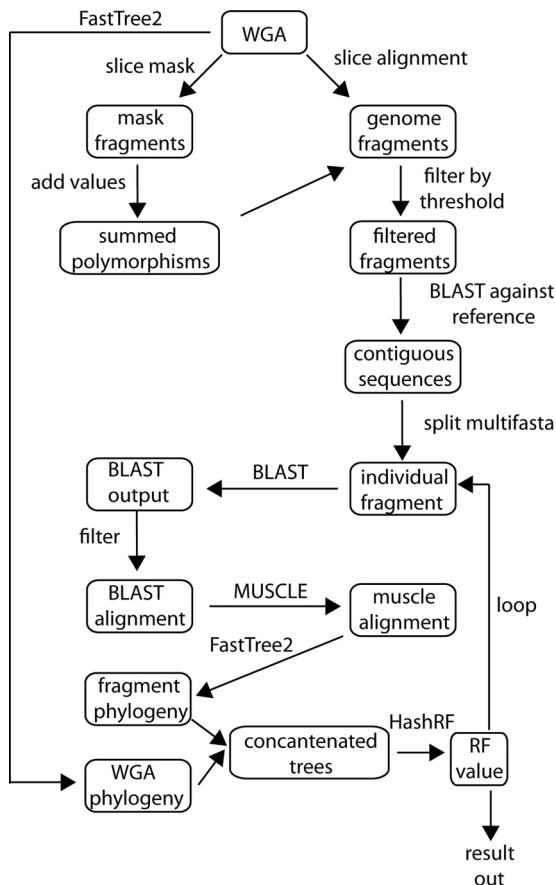 FastTree2
WGA
slice mask
slice alignment
mask
fragments
genome
fragments
add values
filter by
threshold
summed
polymorphisms
filtered
fragments
BLAST against
reference
contiguous
sequences
split multifasta
BLAST
output
BLAST
individual
fragment
filter
BLAST
alignment
MUSCLE
muscle
alignment
loop
FastTree2
fragment
phylogeny
concantenated
trees
HashRF
RF
value
WGA
phylogeny
result
out